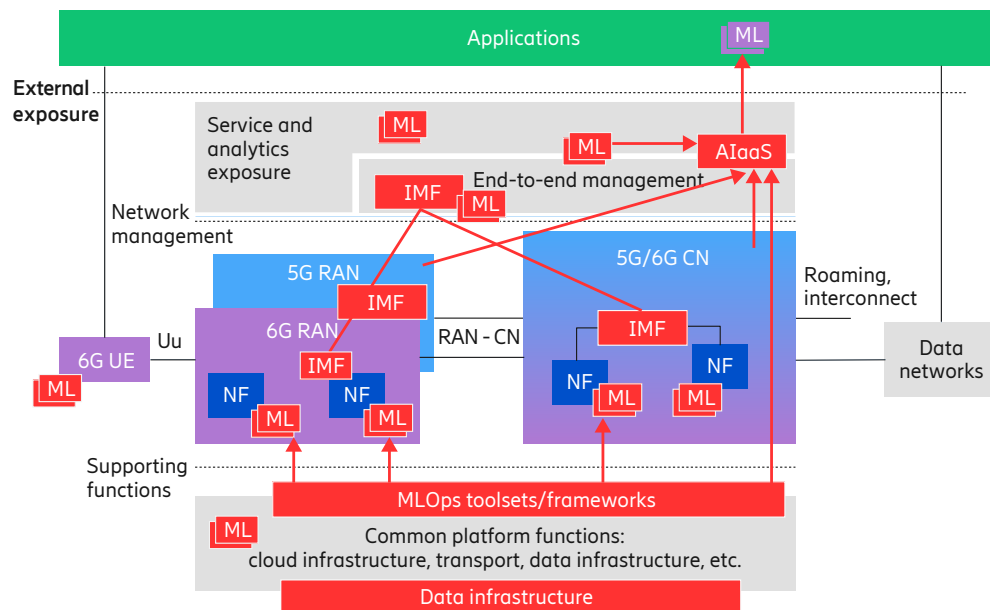 Applications
ML
External
exposure
Service and
analytics
exposure
ML
ML
AIaaS
End-to-end management
IMF
ML
Network
management
5G RAN
5G/6G CN
IMF
Roaming,
interconnect
6G RAN
IMF
RAN - CN
Uu
6G UE
IMF
Data
networks
NF
NF
NF
NF
ML
ML
ML
ML
ML
Supporting
functions
MLOps toolsets/frameworks
ML
Common platform functions:
cloud infrastructure, transport, data infrastructure, etc.
Data infrastructure